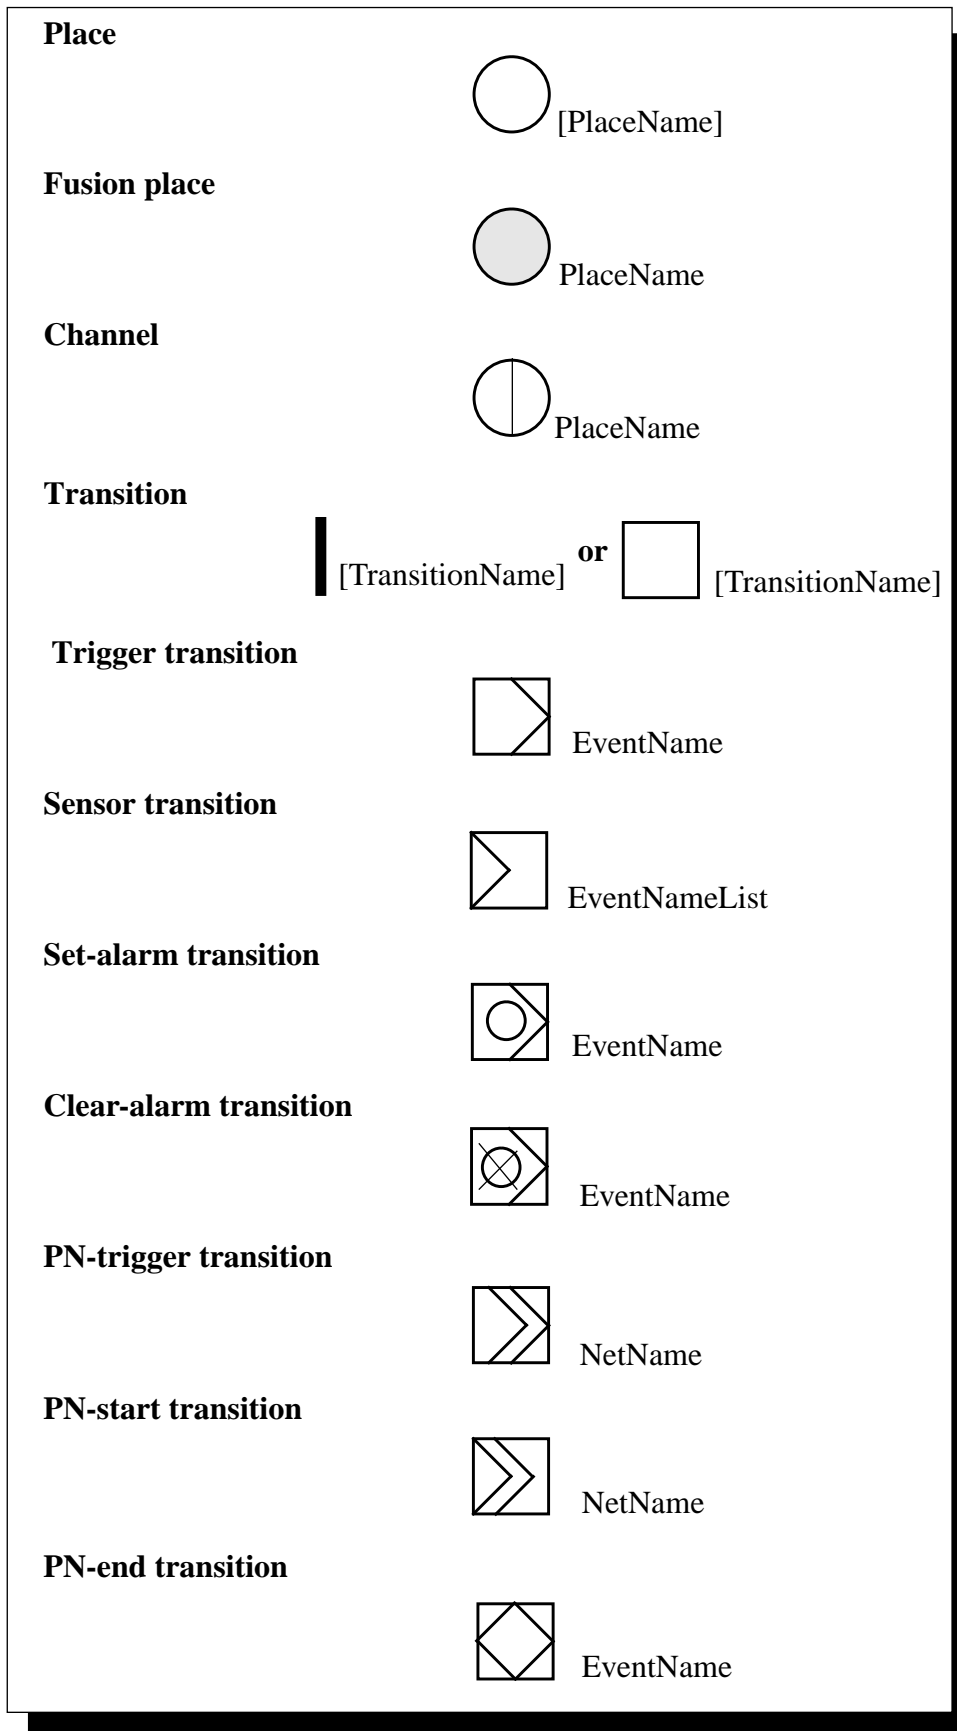 Place
[PlaceName]
Fusion place
PlaceName
Channel
PlaceName
Transition
[TransitionName] or [TransitionName]
Trigger transition
EventName
Sensor transition
EventNameList
Set-alarm transition
EventName
Clear-alarm transition
EventName
PN-trigger transition
NetName
PN-start transition
NetName
PN-end transition
EventName